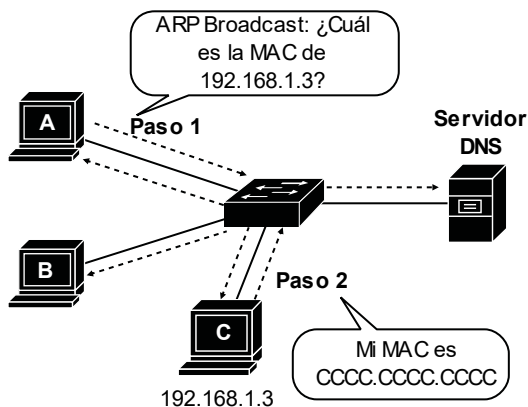 ARP Broadcast: ¿Cuál
es la MAC de
192.168.1.3?
A
Paso 1
Servidor
DNS
B
Paso 2
C
192.168.1.3
Mi MAC es
CCCC.CCCC.CCCC